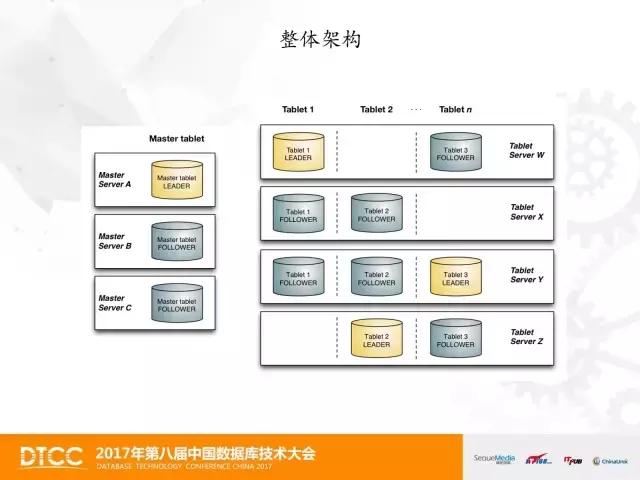 整体架构
Tablet 1
Tablet 2
...
Tablet n
Master tablet
Master
Server A
Master tablet
LEADER
Master
Server B
Master tablet
FOLLOWER
Master
Server C
Master tablet
FOLLOWER
Tablet 1
LEADER
Tablet 3
FOLLOWER
Tablet
Server W
Tablet 1
FOLLOWER
Tablet 2
FOLLOWER
Tablet
Server X
Tablet 1
FOLLOWER
Tablet 2
FOLLOWER
Tablet 3
LEADER
Tablet
Server Y
Tablet 2
LEADER
Tablet 3
FOLLOWER
Tablet
Server Z
DTCC
2017年第八届中国数据库技术大会
DATABASE TECHNOLOGY CONFERENCE CHINA 2017
SequeMedia
ITPUB
ChinaUnix